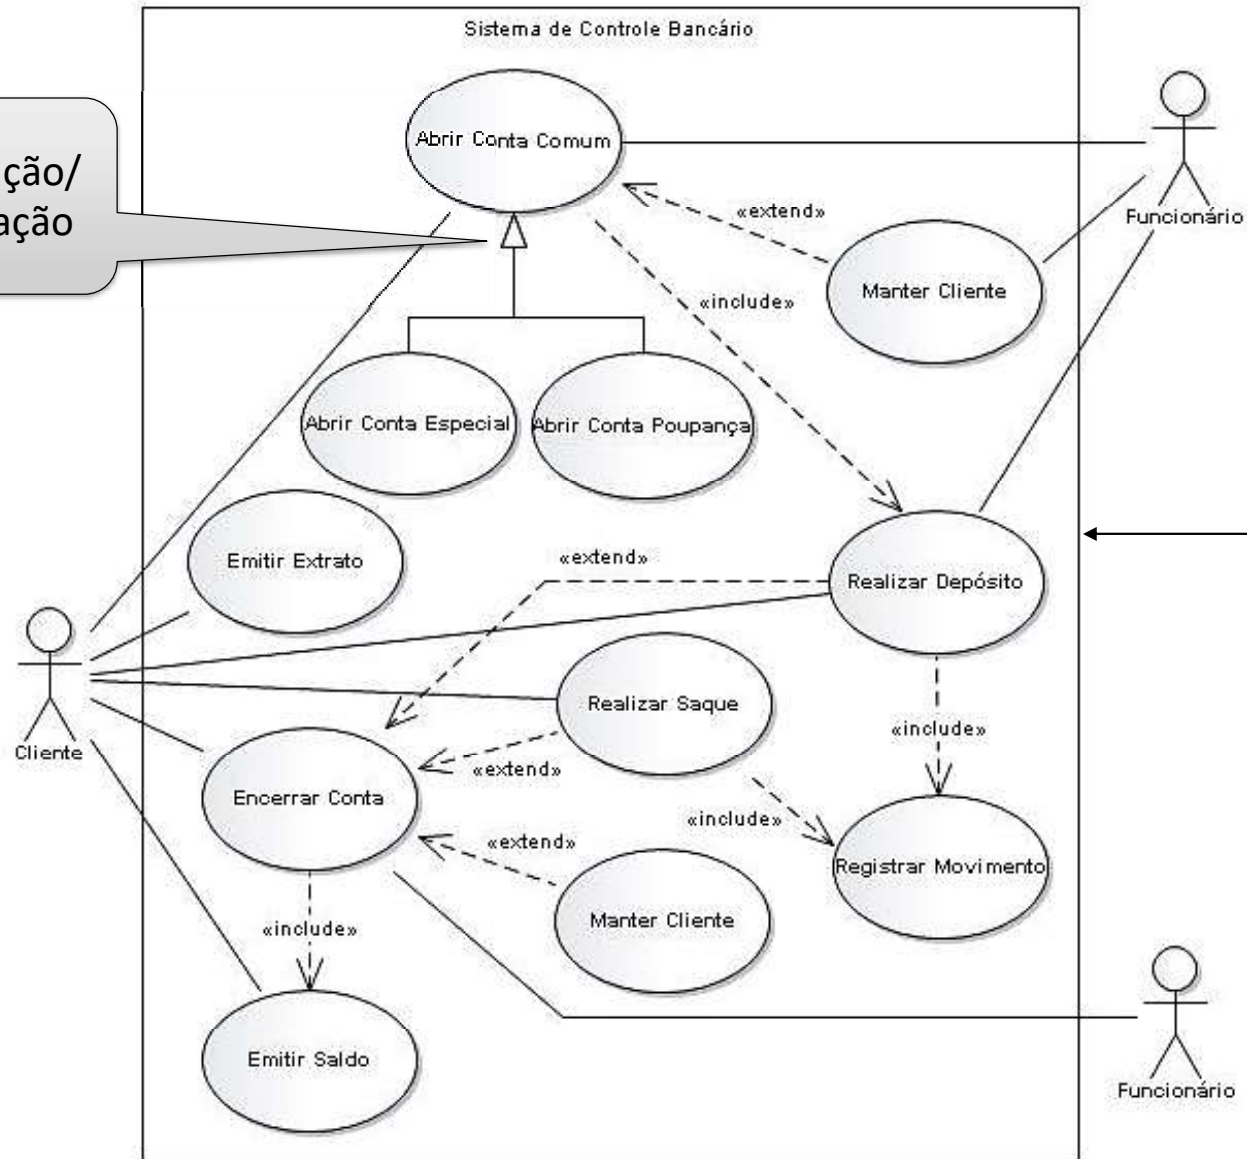 Sistema de Controle Bancário
Abrir Conta Comum
ção/
ação
Funcionário
«extend»
Manter Cliente
«include»
Abrir Conta Especial
Abrir Conta Poupança
Emitir Extrato
«extend»
Realizar Depósito
Realizar Saque
«include»
Cliente
«extend»
Encerrar Conta
«include»
«extend»
Registrar Movimento
Manter Cliente
«include»
Emitir Saldo
Funcionário